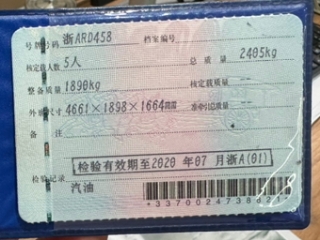 号牌号码 浙ARD458 档案编号
核定载人数 5人 总质量 2405kg
整备质量 1890kg 核定载质量 --
外廓尺寸 4661×1898×1664mm 准牵引总质量 --
备注
检验有效期至2020 年07 月浙A(01)
检验记录
汽油